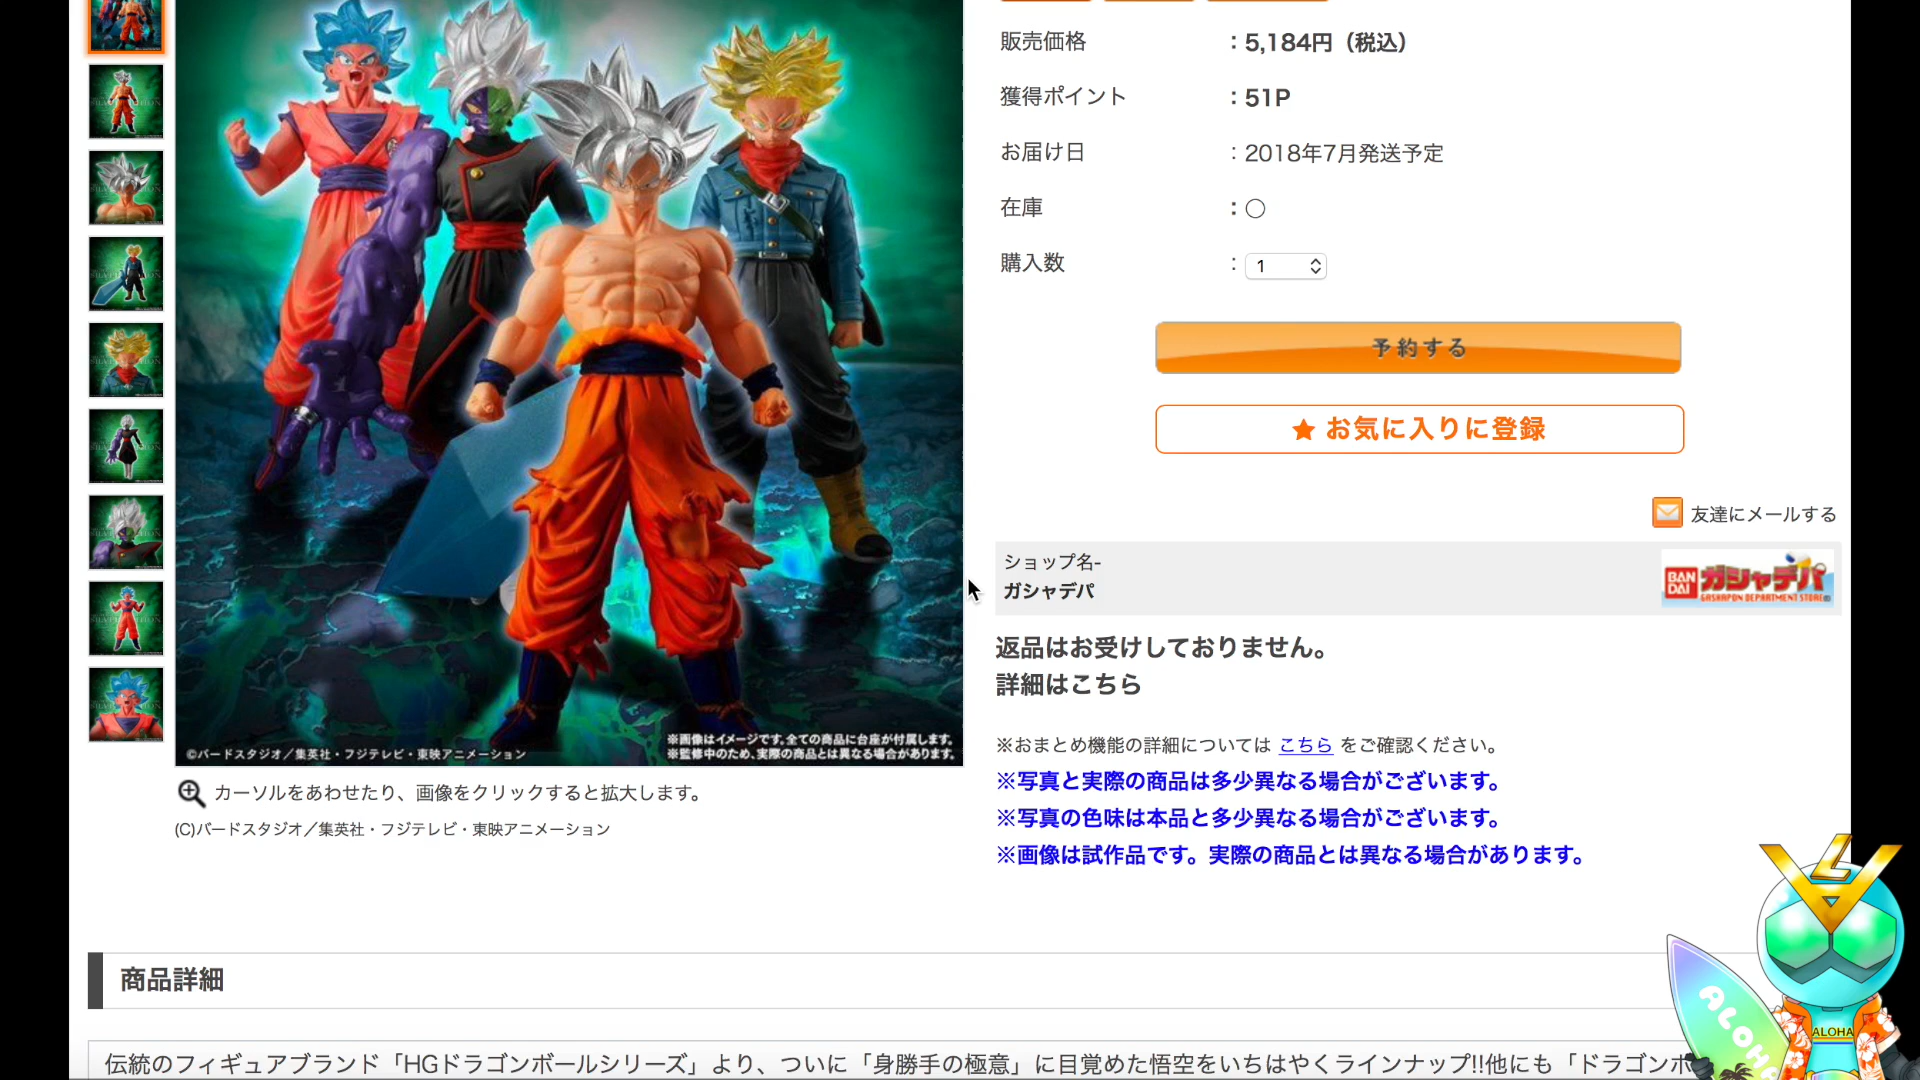 販売価格 : 5,184円（税込）
獲得ポイント : 51P
お届け日 : 2018年7月発送予定
在庫 : ○
購入数 : 1
予約する
★ お気に入りに登録
友達にメールする
ショップ名-
ガシャデパ
BANDAI ガシャデパ
GASHAPON DEPARTMENT STORE
返品はお受けしておりません。
詳細はこちら
※おまとめ機能の詳細については こちら をご確認ください。
※写真と実際の商品は多少異なる場合がございます。
※写真の色味は本品と多少異なる場合がございます。
※画像は試作品です。実際の商品とは異なる場合があります。
※画像はイメージです。全ての商品に台座が付属します。
※監修中のため、実際の商品とは異なる場合があります。
©バードスタジオ／集英社・フジテレビ・東映アニメーション
カーソルをあわせたり、画像をクリックすると拡大します。
(C)バードスタジオ／集英社・フジテレビ・東映アニメーション
商品詳細
伝統のフィギュアブランド「HGドラゴンボールシリーズ」より、ついに「身勝手の極意」に目覚めた悟空をいちはやくラインナップ!!他にも「ドラゴンボ
ALOHA
ALOHA